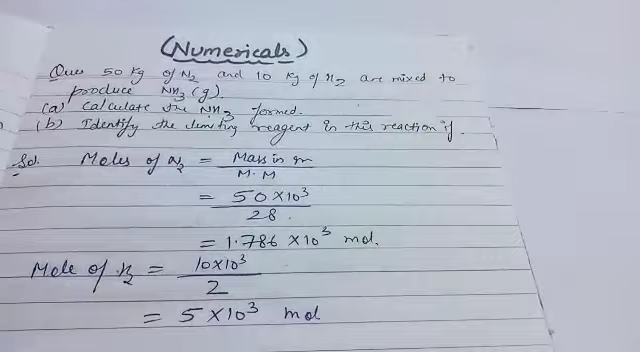 (Numericals)
Ques 50 Kg of N2 and 10 Kg of H2 are mixed to
produce NH3 (g).
(a) Calculate the NH3 formed.
(b) Identify the limiting reagent in this reaction if.
Sol. Moles of N2 = Mass in m
M.M
= 50 × 10³
28.
= 1.786 × 10³ mol.
Mole of H2 = 10×10³
2
= 5 × 10³ mol